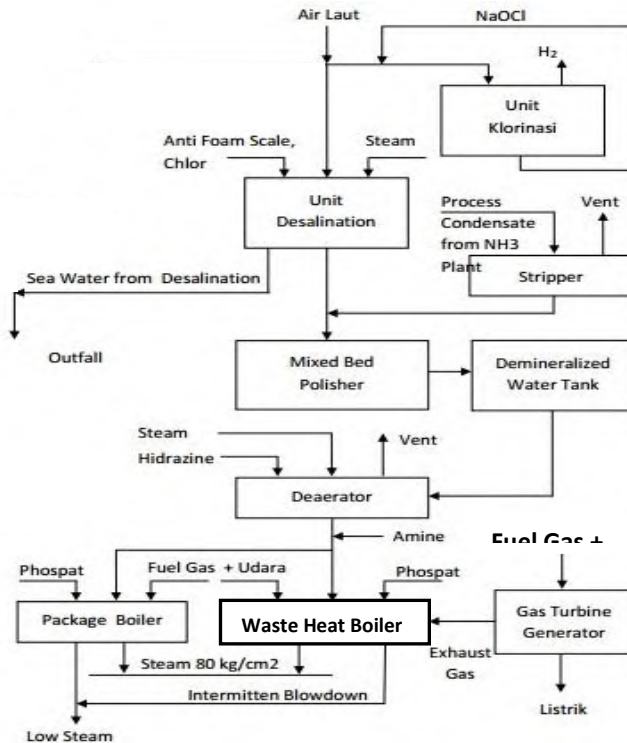 Air Laut
NaOCl
H2
Unit
Klorinasi
Anti Foam Scale,
Chlor
Steam
Unit
Desalination
Process
Condensate
from NH3
Plant
Vent
Stripper
Sea Water from Desalination
Outfall
Mixed Bed
Polisher
Demineralized
Water Tank
Steam
Hidrazine
Vent
Deaerator
Amine
Fuel Gas +
Phospat
Fuel Gas + Udara
Phospat
Package Boiler
Waste Heat Boiler
Gas Turbine
Generator
Exhaust
Gas
Steam 80 kg/cm2
Intermitten Blowdown
Listrik
Low Steam